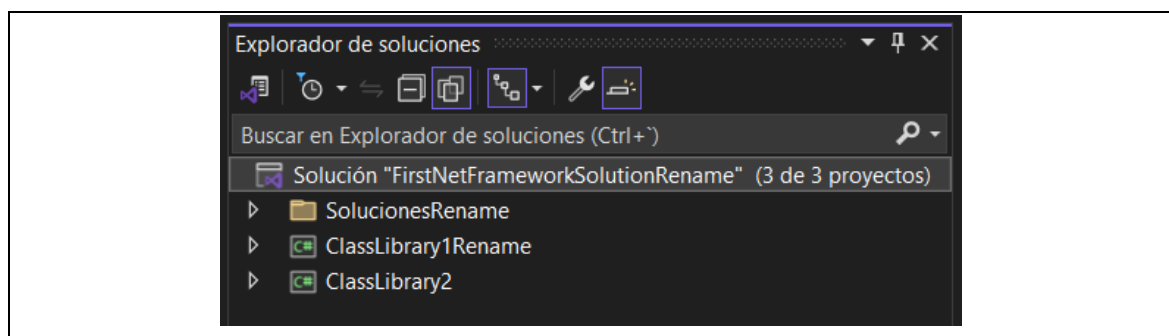 Explorador de soluciones
Buscar en Explorador de soluciones (Ctrl+`)
Solución "FirstNetFrameworkSolutionRename" (3 de 3 proyectos)
SolucionesRename
C# ClassLibrary1Rename
C# ClassLibrary2